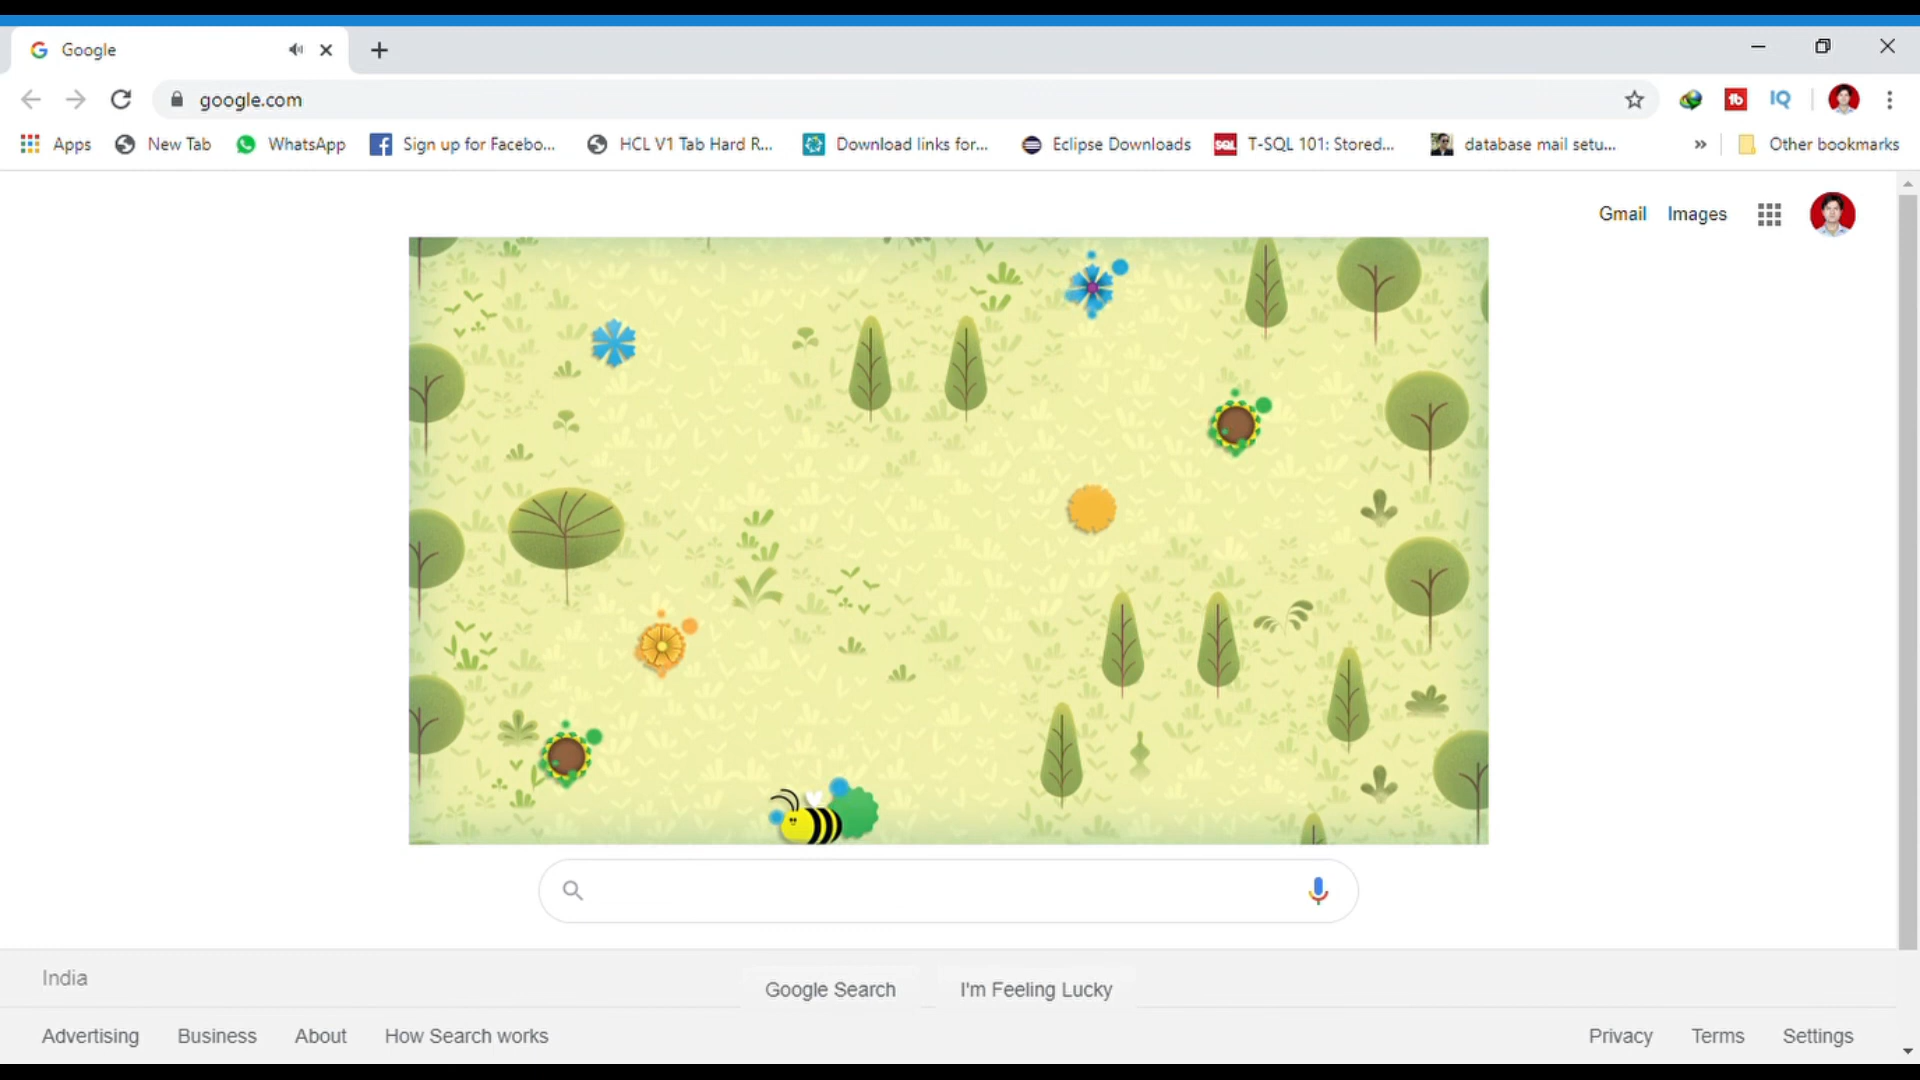 Google
google.com
Apps New Tab WhatsApp Sign up for Facebo... HCL V1 Tab Hard R... Download links for... Eclipse Downloads SQL T-SQL 101: Stored... database mail setu... » Other bookmarks
Gmail Images
India
Google Search I'm Feeling Lucky
Advertising Business About How Search works Privacy Terms Settings